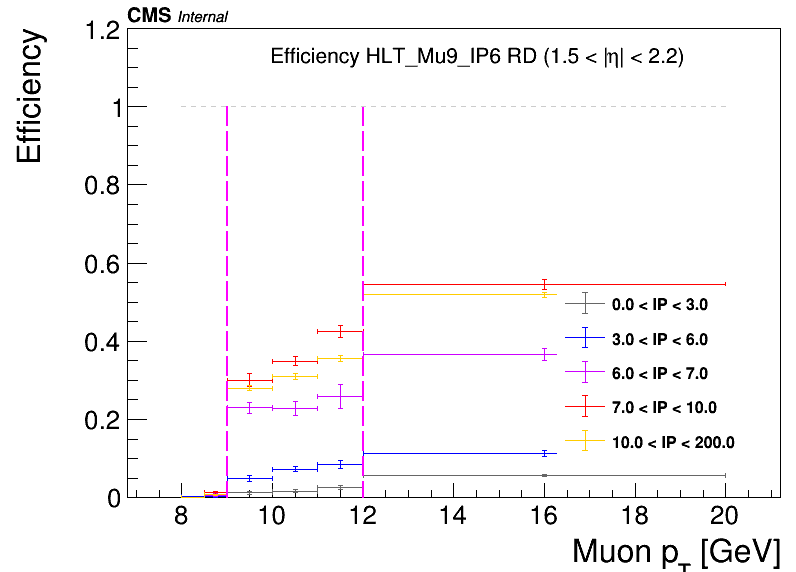 CMS Internal
Efficiency HLT_Mu9_IP6 RD (1.5 < |η| < 2.2)
Efficiency
1.2
1
0.8
0.6
0.4
0.2
0
0.0 < IP < 3.0
3.0 < IP < 6.0
6.0 < IP < 7.0
7.0 < IP < 10.0
10.0 < IP < 200.0
8 10 12 14 16 18 20
Muon p_T [GeV]